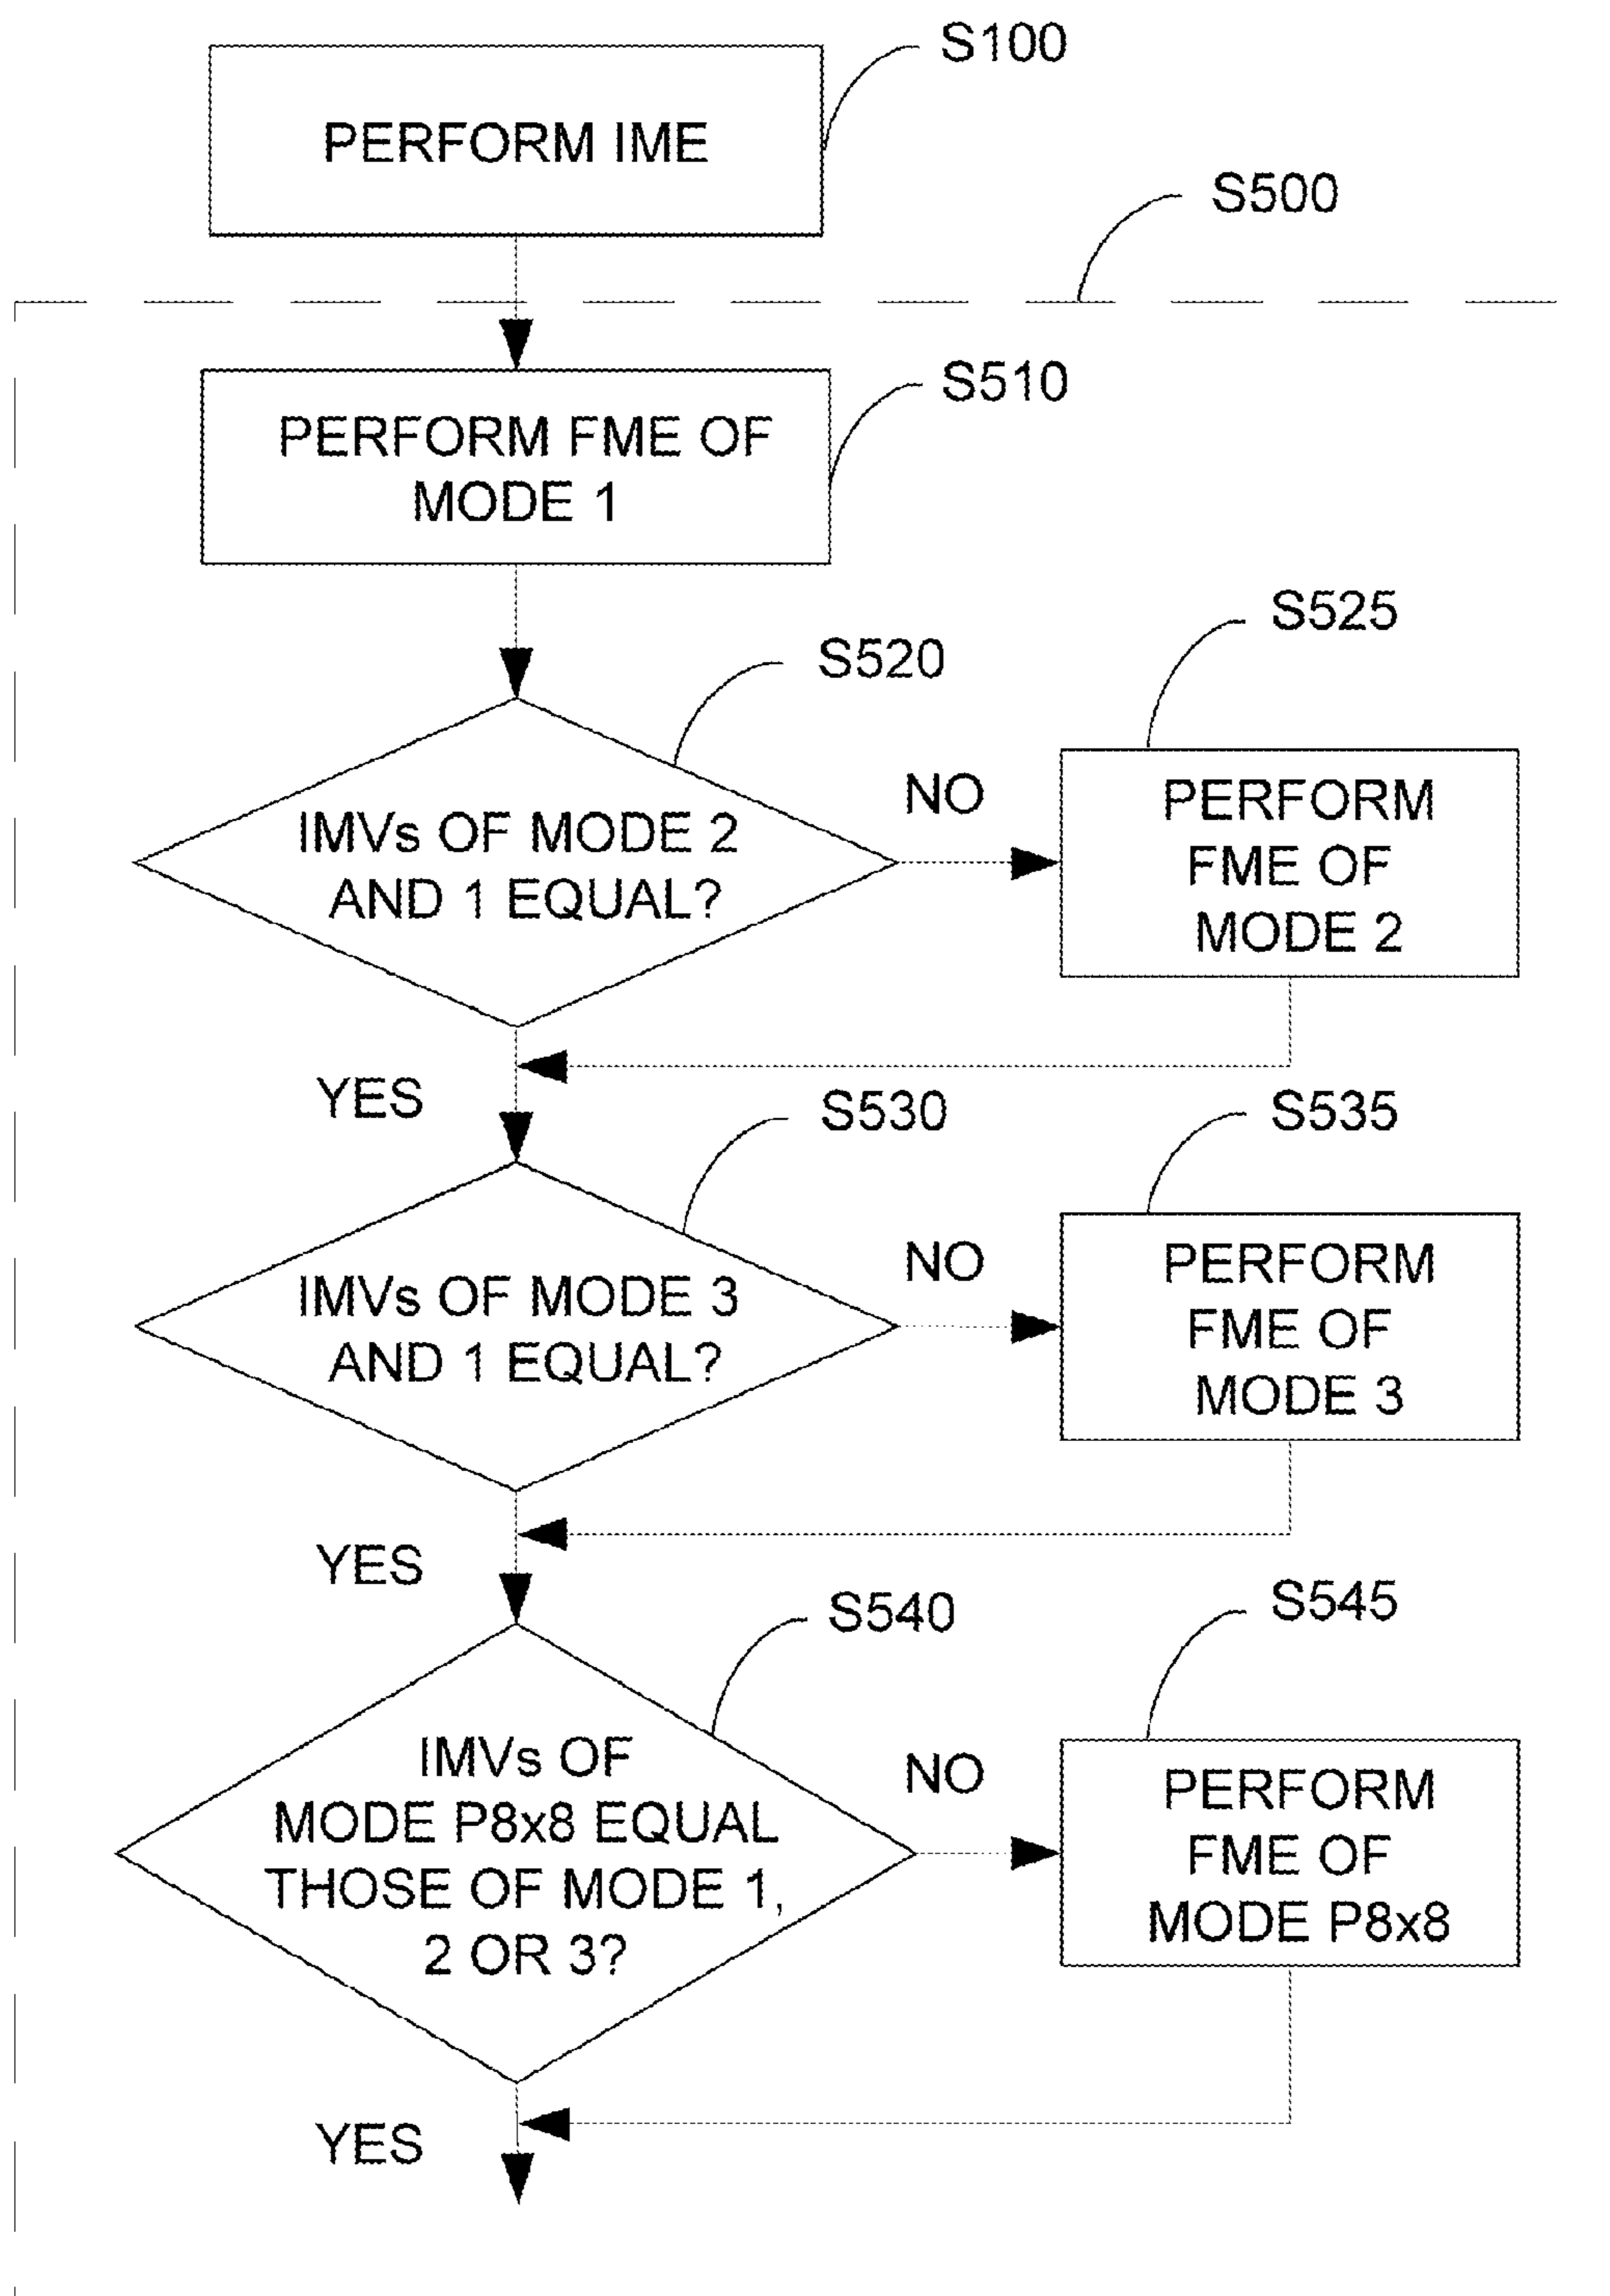 S100
PERFORM IME
S500
S510
PERFORM FME OF
MODE 1
S520
S525
IMVs OF MODE 2
AND 1 EQUAL?
NO
PERFORM
FME OF
MODE 2
YES
S530
S535
IMVs OF MODE 3
AND 1 EQUAL?
NO
PERFORM
FME OF
MODE 3
YES
S540
S545
IMVs OF
MODE P8x8 EQUAL
THOSE OF MODE 1,
2 OR 3?
NO
PERFORM
FME OF
MODE P8x8
YES